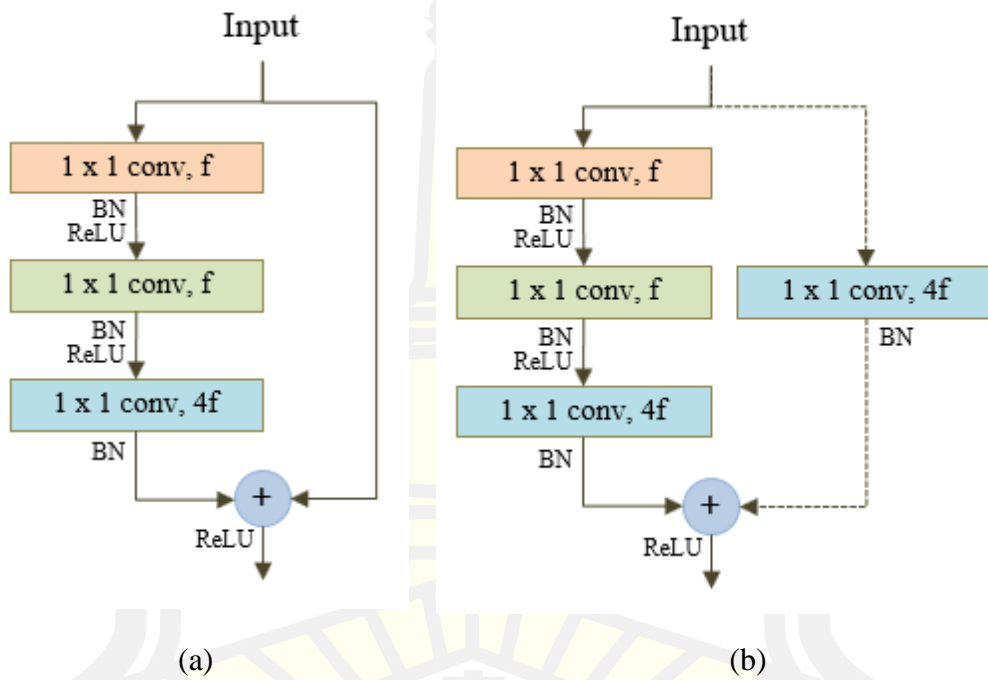 Input
1 x 1 conv, f
BN
ReLU
1 x 1 conv, f
BN
ReLU
1 x 1 conv, 4f
BN
+
ReLU
(a)
Input
1 x 1 conv, f
BN
ReLU
1 x 1 conv, f
1 x 1 conv, 4f
BN
BN
ReLU
1 x 1 conv, 4f
BN
+
ReLU
(b)